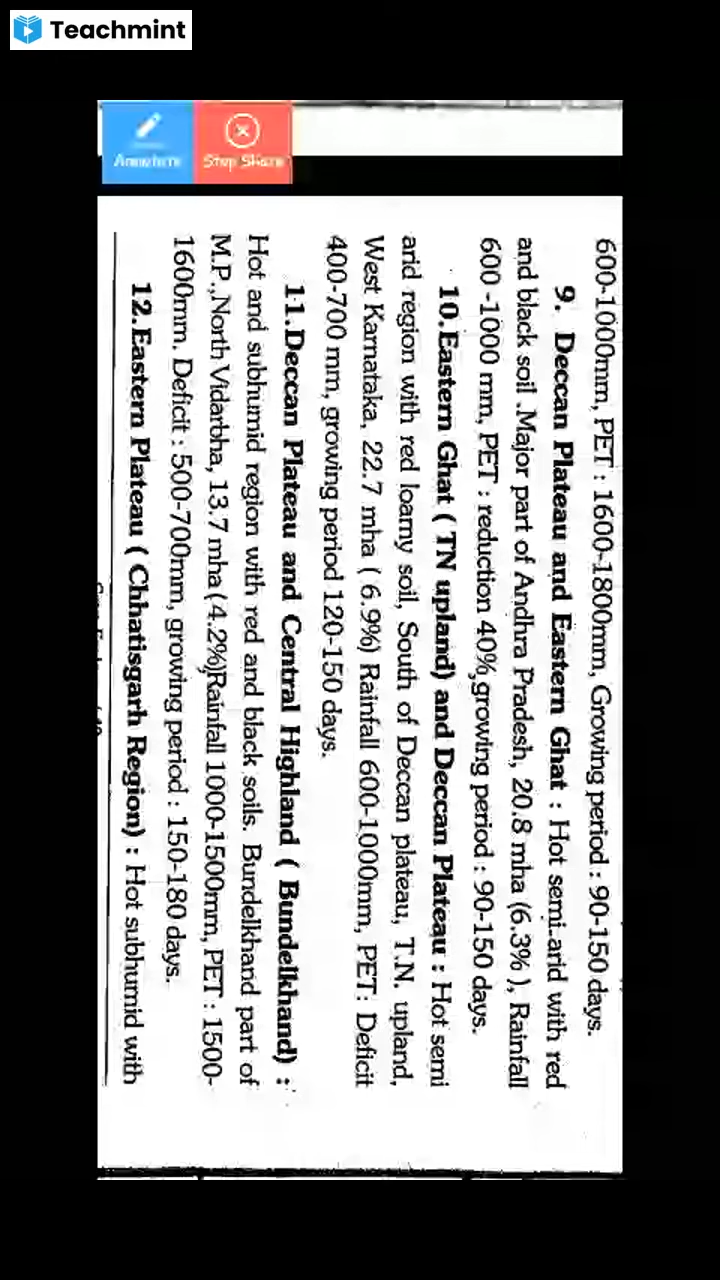 Teachmint
Annotate
Stop Share
600-1000mm, PET : 1600-1800mm, Growing period : 90-150 days.
9. Deccan Plateau and Eastern Ghat : Hot semi-arid with red
and black soil .Major part of Andhra Pradesh, 20.8 mha (6.3% ), Rainfall
600 -1000 mm, PET : reduction 40%,growing period : 90-150 days.
10.Eastern Ghat ( TN upland) and Deccan Plateau : Hot semi
arid region with red loamy soil, South of Deccan plateau, T.N. upland,
West Karnataka, 22.7 mha ( 6.9%) Rainfall 600-1000mm, PET: Deficit
400-700 mm, growing period 120-150 days.
11.Deccan Plateau and Central Highland ( Bundelkhand) :
Hot and subhumid region with red and black soils. Bundelkhand part of
M.P.,North Vidarbha, 13.7 mha ( 4.2%)Rainfall 1000-1500mm, PET : 1500-
1600mm. Deficit : 500-700mm, growing period : 150-180 days.
12.Eastern Plateau ( Chhatisgarh Region) : Hot subhumid with